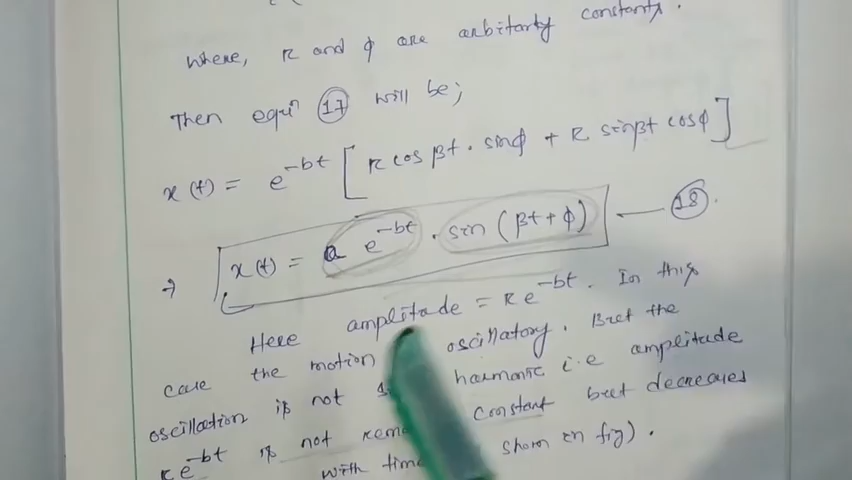 where, R and ϕ are arbitarty constants.
Then equⁿ (17) will be;
x(t) = e^{-bt} [R cos βt · sinϕ + R sinβt cosϕ]
⇒ x(t) = a e^{-bt} · sin (βt + ϕ) — (18).
Here amplitude = R e^{-bt}. In this
case the motion oscillatory. But the
oscillation is not harmonic i.e amplitude
R e^{-bt} is not constant but decreases
with time shown in fig).